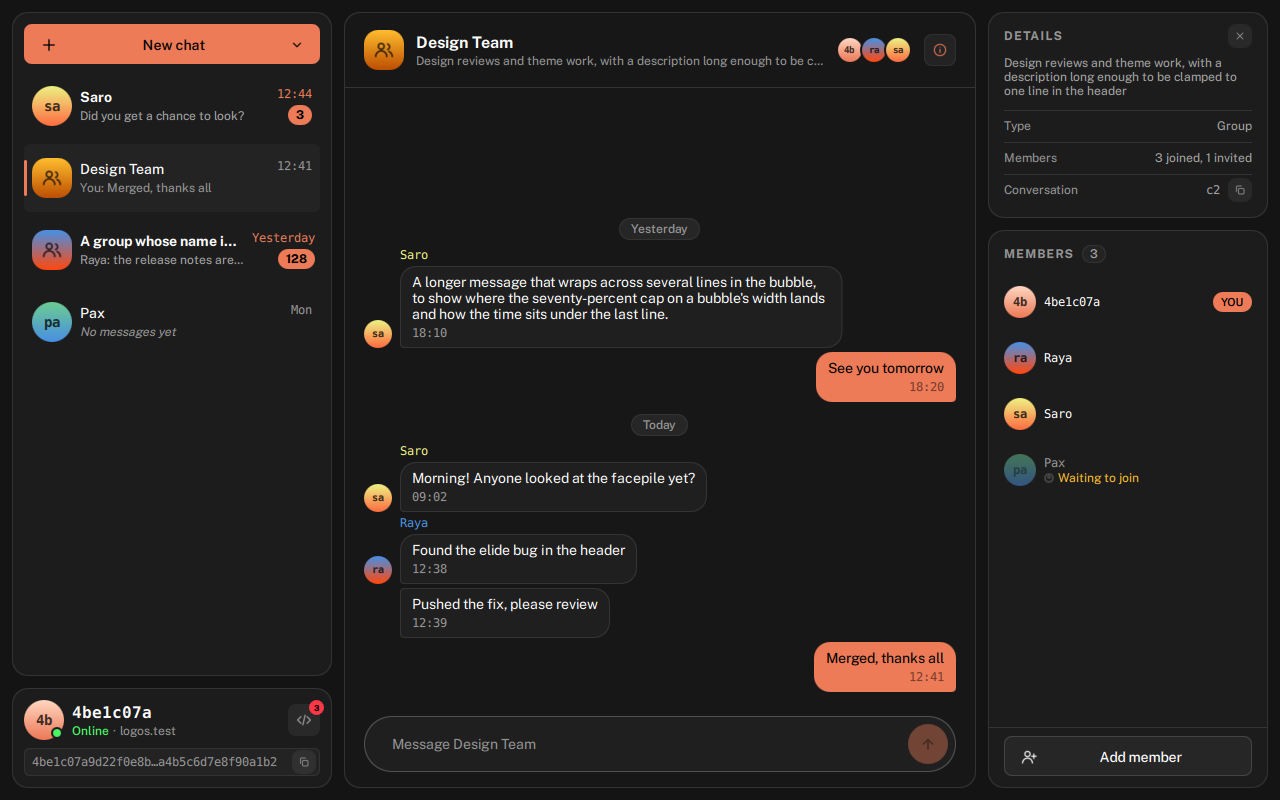 New chat
sa
Saro
12:44
Did you get a chance to look?
3
Design Team
12:41
You: Merged, thanks all
A group whose name i...
Yesterday
Raya: the release notes are...
128
pa
Pax
Mon
No messages yet
4b
4be1c07a
Online · logos.test
3
4be1c07a9d22f0e8b…a4b5c6d7e8f90a1b2
Design Team
Design reviews and theme work, with a description long enough to be c...
4b
ra
sa
Yesterday
Saro
A longer message that wraps across several lines in the bubble,
to show where the seventy-percent cap on a bubble's width lands
and how the time sits under the last line.
18:10
sa
See you tomorrow
18:20
Today
Saro
Morning! Anyone looked at the facepile yet?
09:02
sa
Raya
Found the elide bug in the header
12:38
ra
Pushed the fix, please review
12:39
Merged, thanks all
12:41
Message Design Team
DETAILS
Design reviews and theme work, with a
description long enough to be clamped to
one line in the header
Type
Group
Members
3 joined, 1 invited
Conversation
c2
MEMBERS
3
4b
4be1c07a
YOU
ra
Raya
sa
Saro
pa
Pax
Waiting to join
Add member